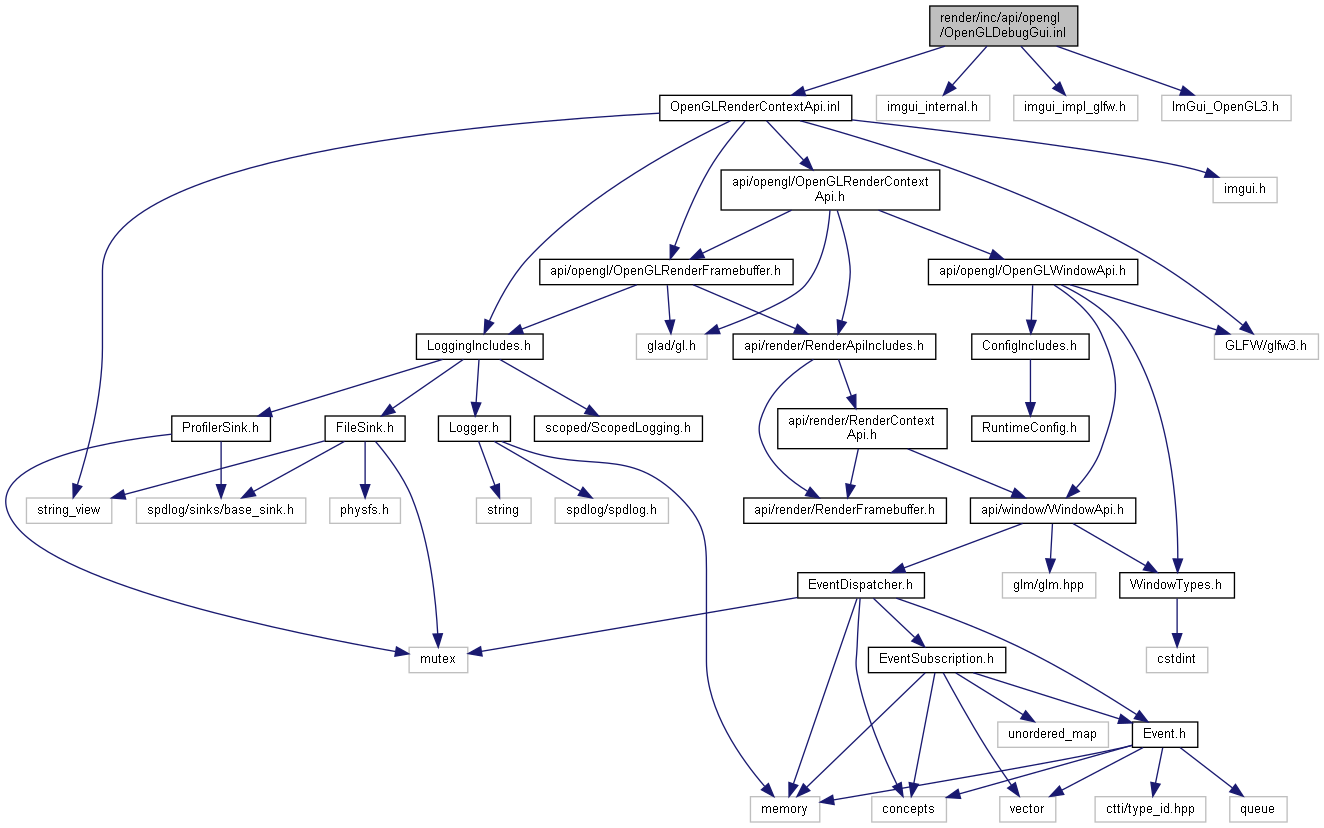 render/inc/api/opengl
/OpenGLDebugGui.inl
OpenGLRenderContextApi.inl
imgui_internal.h
imgui_impl_glfw.h
ImGui_OpenGL3.h
api/opengl/OpenGLRenderContext
Api.h
imgui.h
api/opengl/OpenGLRenderFramebuffer.h
api/opengl/OpenGLWindowApi.h
LoggingIncludes.h
glad/gl.h
api/render/RenderApiIncludes.h
ConfigIncludes.h
GLFW/glfw3.h
ProfilerSink.h
FileSink.h
Logger.h
scoped/ScopedLogging.h
api/render/RenderContext
Api.h
RuntimeConfig.h
string_view
spdlog/sinks/base_sink.h
physfs.h
string
spdlog/spdlog.h
api/render/RenderFramebuffer.h
api/window/WindowApi.h
EventDispatcher.h
glm/glm.hpp
WindowTypes.h
mutex
EventSubscription.h
cstdint
unordered_map
Event.h
memory
concepts
vector
ctti/type_id.hpp
queue